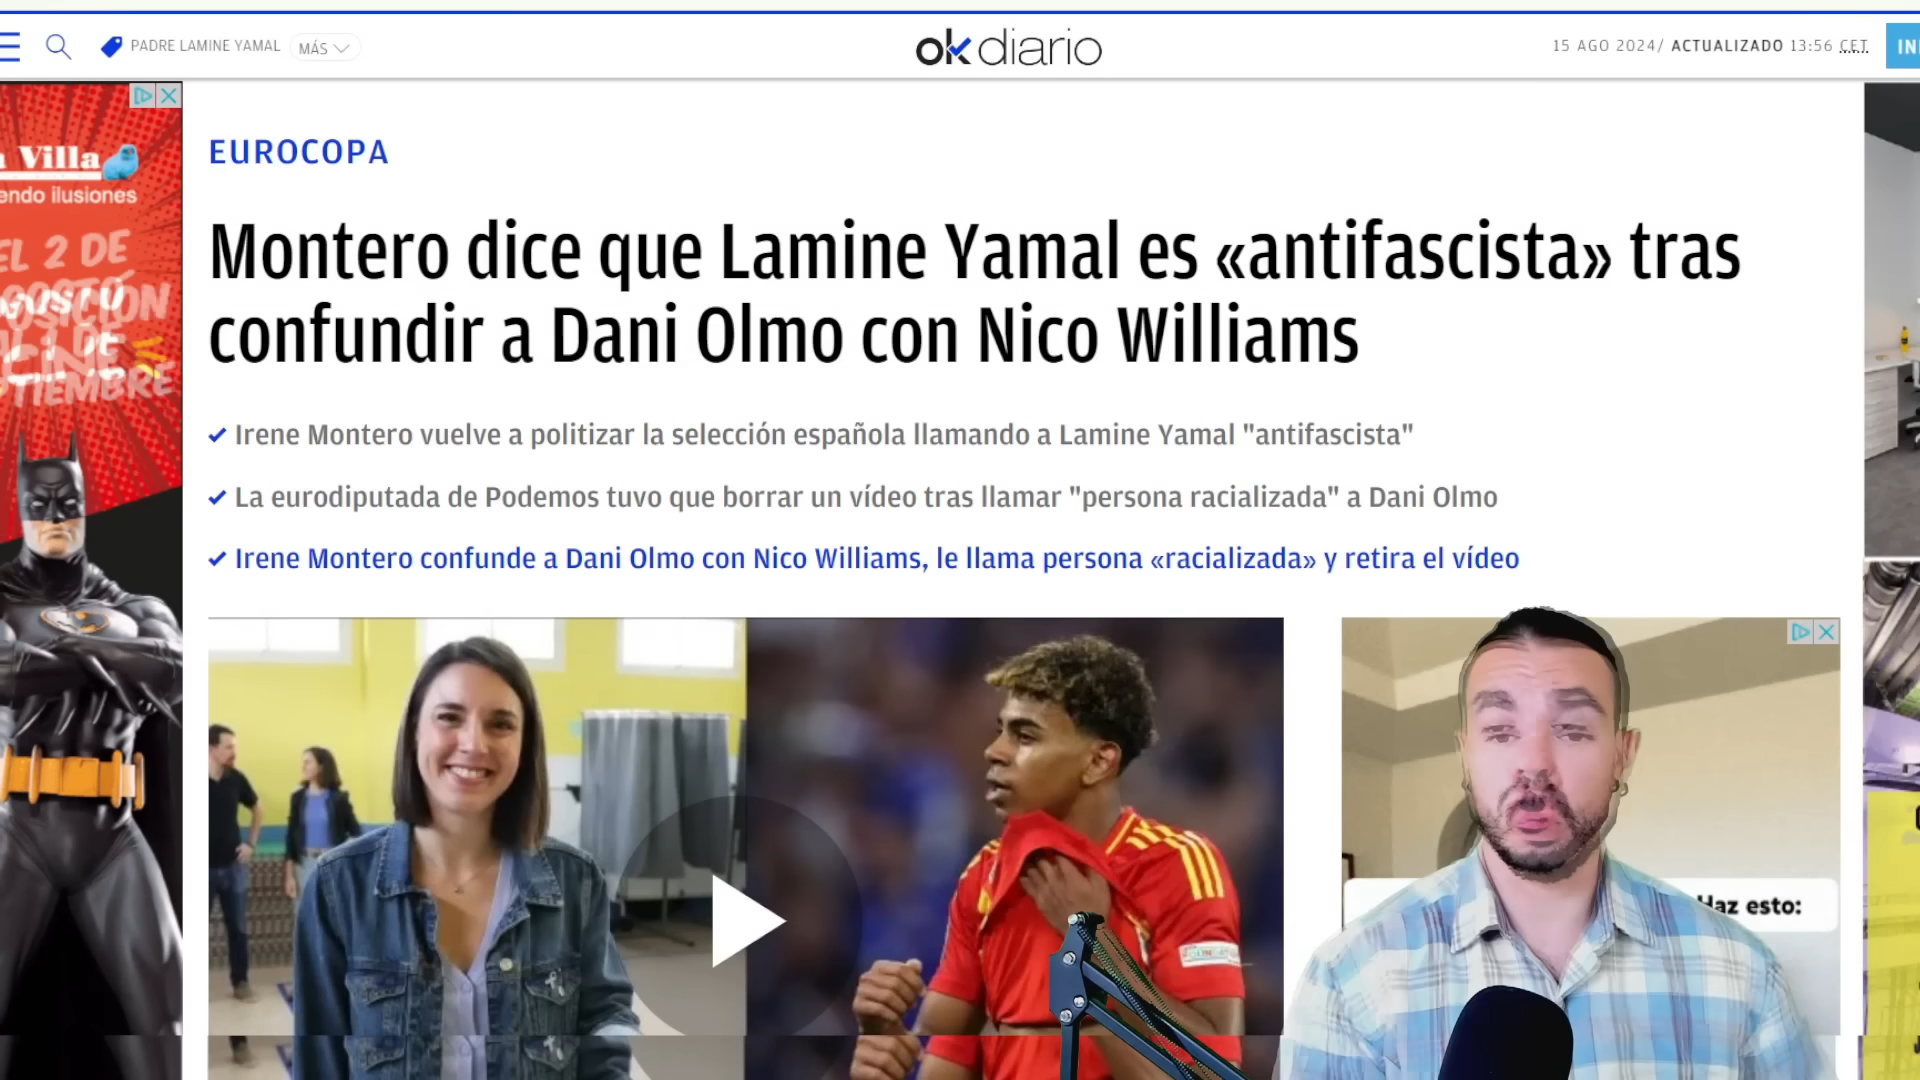 PADRE LAMINE YAMAL
MÁS
okdiario
15 AGO 2024/ ACTUALIZADO 13:56 CET
Villa
endo ilusiones
EL 2 DE
EUROCOPA
Montero dice que Lamine Yamal es «antifascista» tras
confundir a Dani Olmo con Nico Williams
Irene Montero vuelve a politizar la selección española llamando a Lamine Yamal "antifascista"
La eurodiputada de Podemos tuvo que borrar un vídeo tras llamar "persona racializada" a Dani Olmo
Irene Montero confunde a Dani Olmo con Nico Williams, le llama persona «racializada» y retira el vídeo
Haz esto: